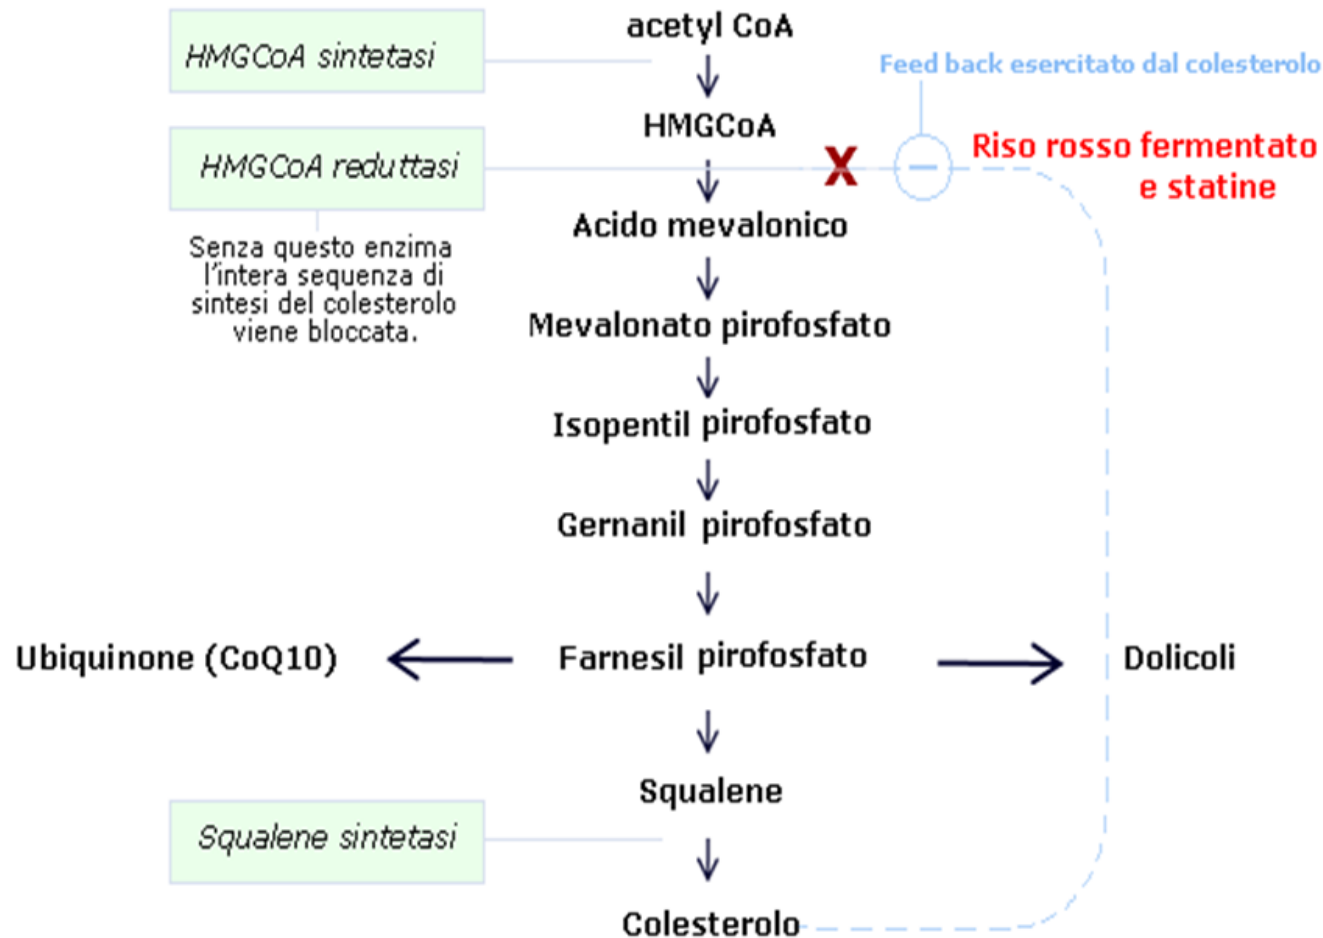 acetyl CoA
HMGCoA sintetasi
Feed back esercitato dal colesterolo
HMGCoA
HMGCoA reduttasi
X
−
Riso rosso fermentato
e statine
Acido mevalonico
Senza questo enzima
l'intera sequenza di
sintesi del colesterolo
viene bloccata.
Mevalonato pirofosfato
Isopentil pirofosfato
Gernanil pirofosfato
Ubiquinone (CoQ10)
Farnesil pirofosfato
Dolicoli
Squalene
Squalene sintetasi
Colesterolo